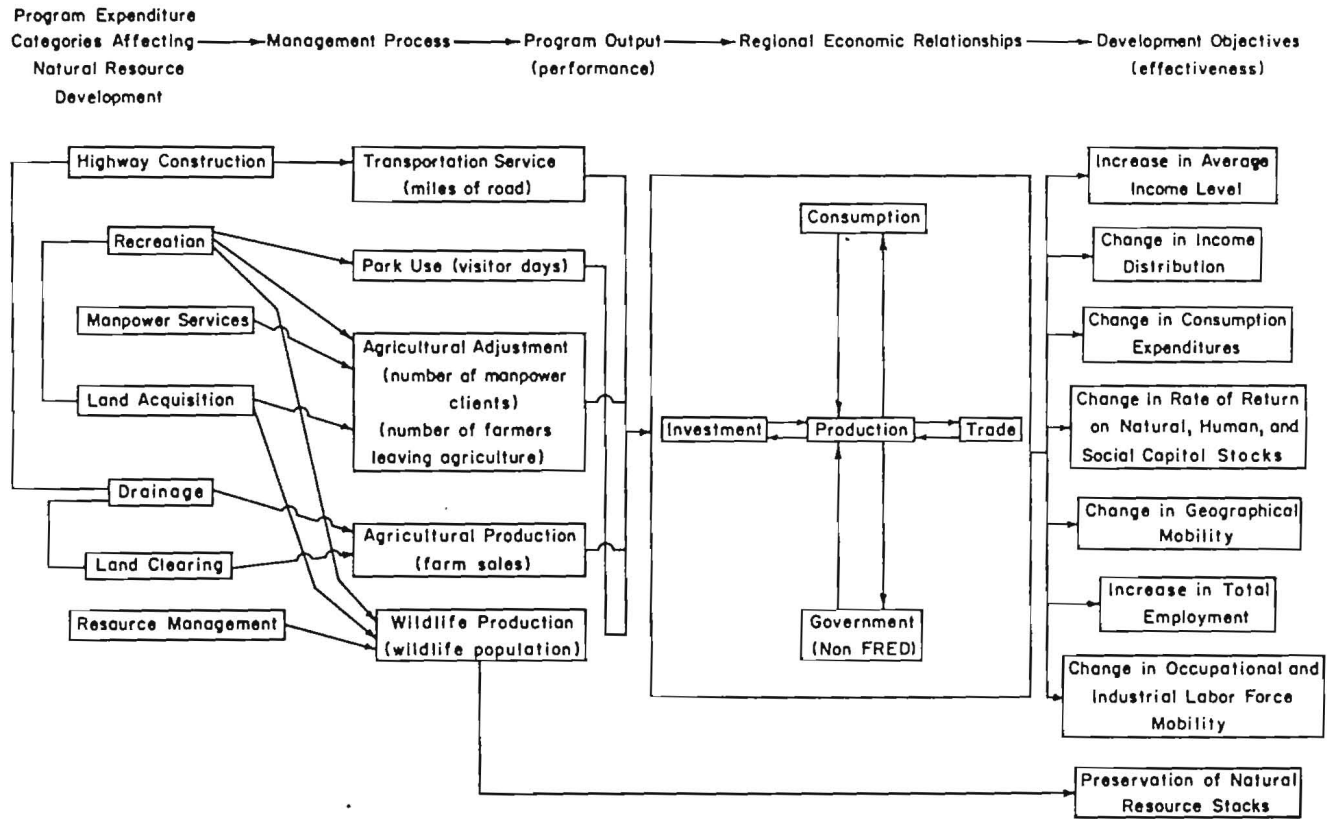 Program Expenditure
Categories Affecting
Natural Resource
Development
Management Process
Program Output
(performance)
Regional Economic Relationships
Development Objectives
(effectiveness)
Highway Construction
Recreation
Manpower Services
Land Acquisition
Drainage
Land Clearing
Resource Management
Transportation Service
(miles of road)
Park Use (visitor days)
Agricultural Adjustment
(number of manpower
clients)
(number of farmers
leaving agriculture)
Agricultural Production
(farm sales)
Wildlife Production
(wildlife population)
Consumption
Investment
Production
Trade
Government
(Non FRED)
Increase in Average
Income Level
Change in Income
Distribution
Change in Consumption
Expenditures
Change in Rate of Return
on Natural, Human, and
Social Capitol Stocks
Change in Geographical
Mobility
Increase in Total
Employment
Change in Occupational and
Industrial Labor Force
Mobility
Preservation of Natural
Resource Stacks